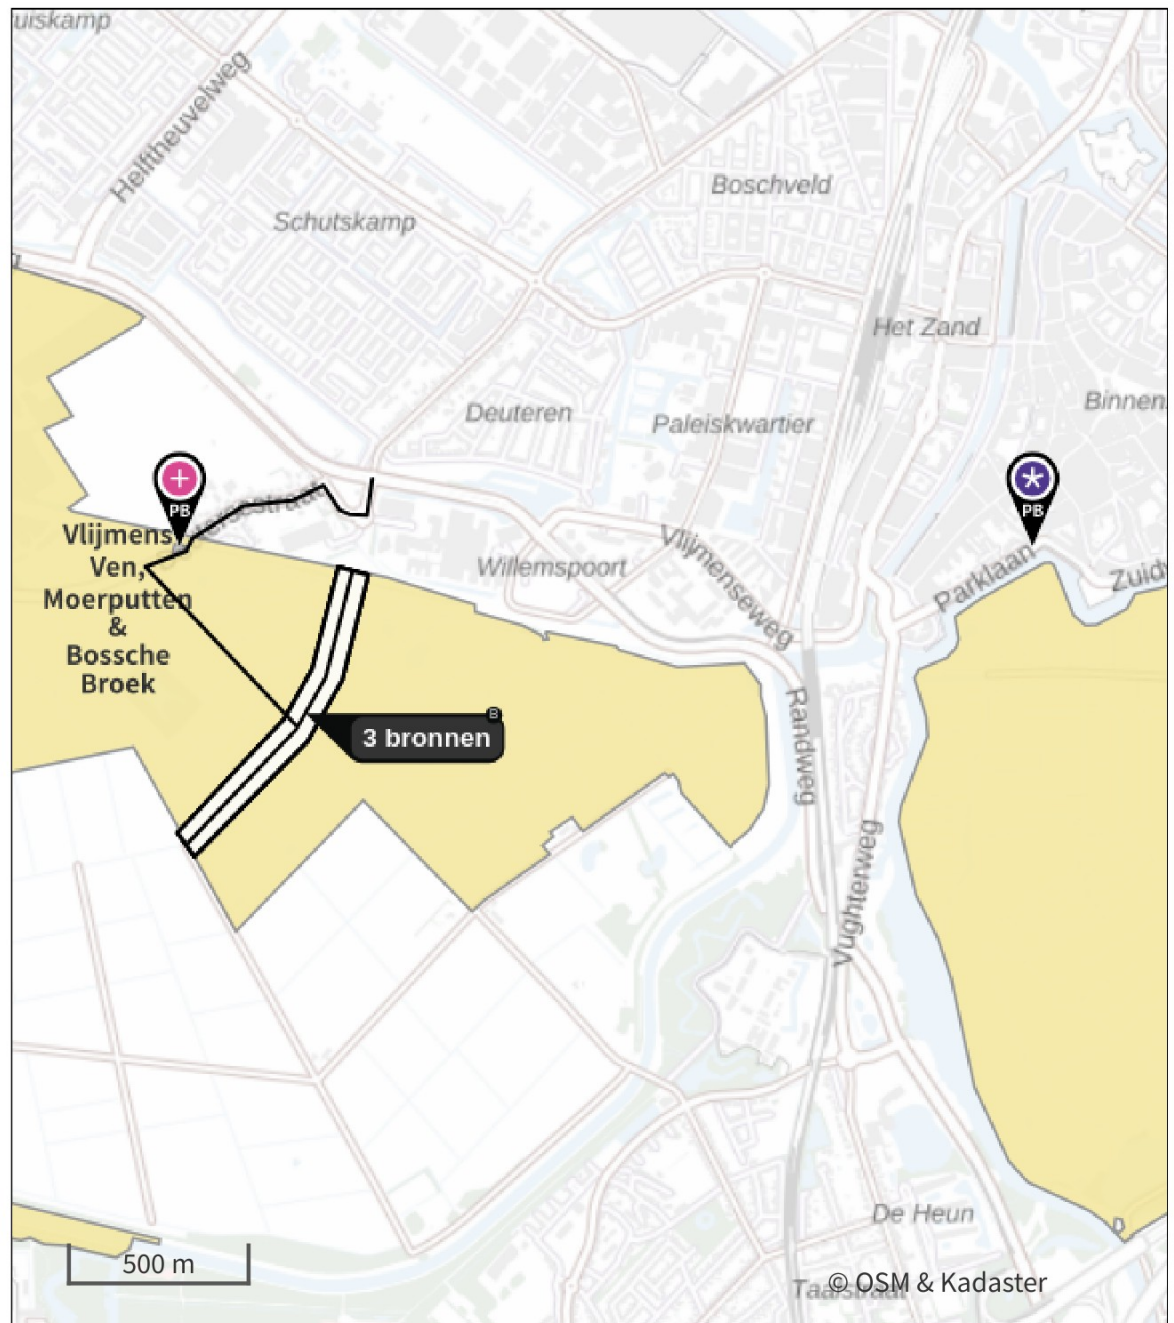 uiskamp
Helftheuvelweg
Boschveld
Schutskamp
Het Zand
Binnen
Deuteren
Paleiskwartier
PB
PB
Vlijmens
Ven,
Moerputten
&
Bossche
Broek
Willemspoort
Vlijmenseweg
Parklaan
Zuid
Randweg
B
3 bronnen
Vughterweg
De Heun
500 m
© OSM & Kadaster